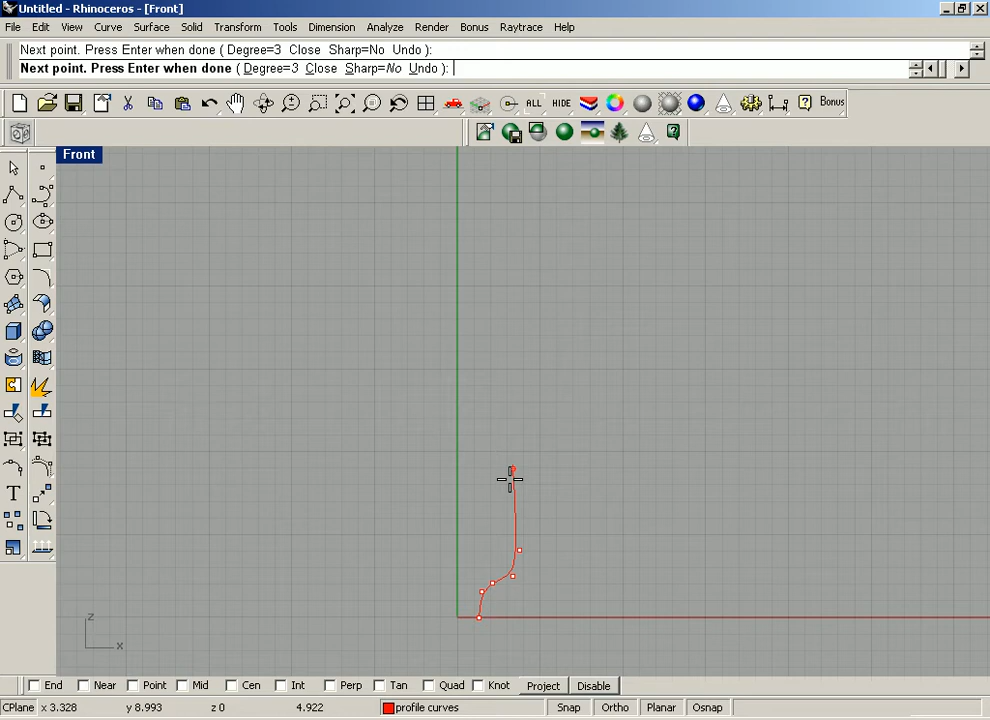 Untitled - Rhinoceros - [Front]
File Edit View Curve Surface Solid Transform Tools Dimension Analyze Render Bonus Raytrace Help
Next point. Press Enter when done ( Degree=3 Close Sharp=No Undo ):
Next point. Press Enter when done ( Degree=3 Close Sharp=No Undo ):
ALL HIDE Bonus
Front
z
x
End Near Point Mid Cen Int Perp Tan Quad Knot Project Disable
CPlane x 3.328 y 8.993 z 0 4.922 profile curves Snap Ortho Planar Osnap